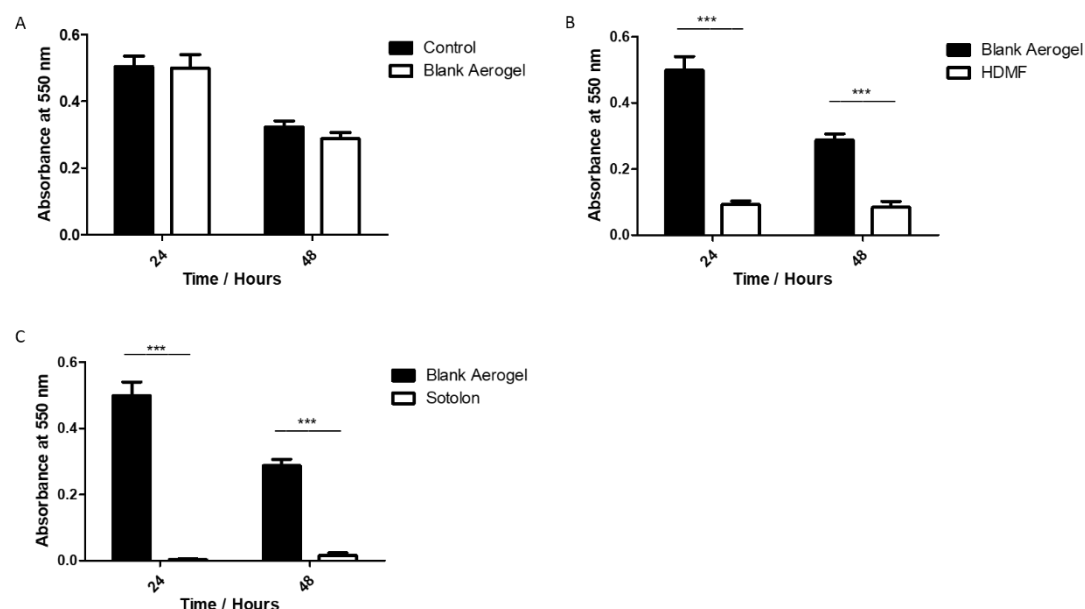 A
Absorbance at 550 nm
0.6
0.4
0.2
0.0
24
48
Time / Hours
Control
Blank Aerogel
B
Absorbance at 550 nm
0.6
0.4
0.2
0.0
***
***
24
48
Time / Hours
Blank Aerogel
HDMF
C
Absorbance at 550 nm
0.6
0.4
0.2
0.0
***
***
24
48
Time / Hours
Blank Aerogel
Sotolon